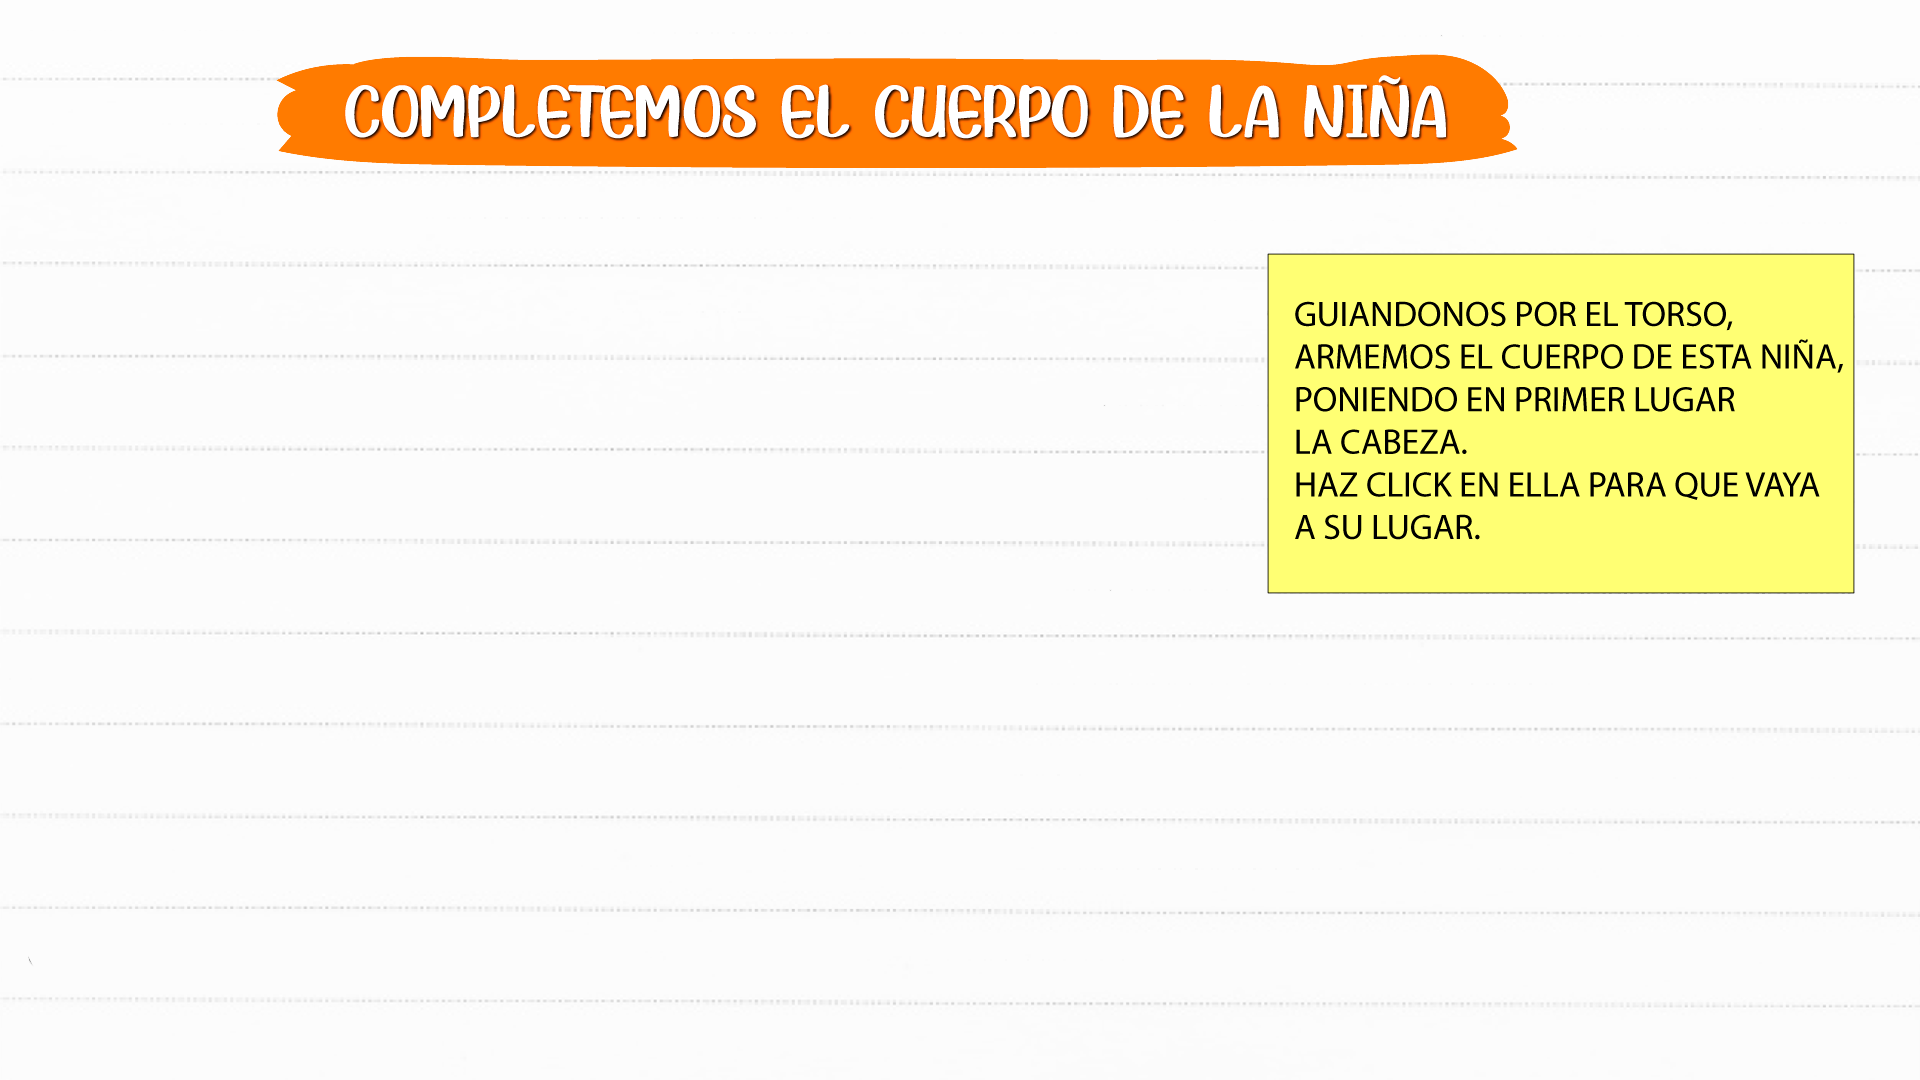 COMPLETEMOS EL CUERPO DE LA NIÑA
GUIANDONOS POR EL TORSO,
ARMEMOS EL CUERPO DE ESTA NIÑA,
PONIENDO EN PRIMER LUGAR
LA CABEZA.
HAZ CLICK EN ELLA PARA QUE VAYA
A SU LUGAR.